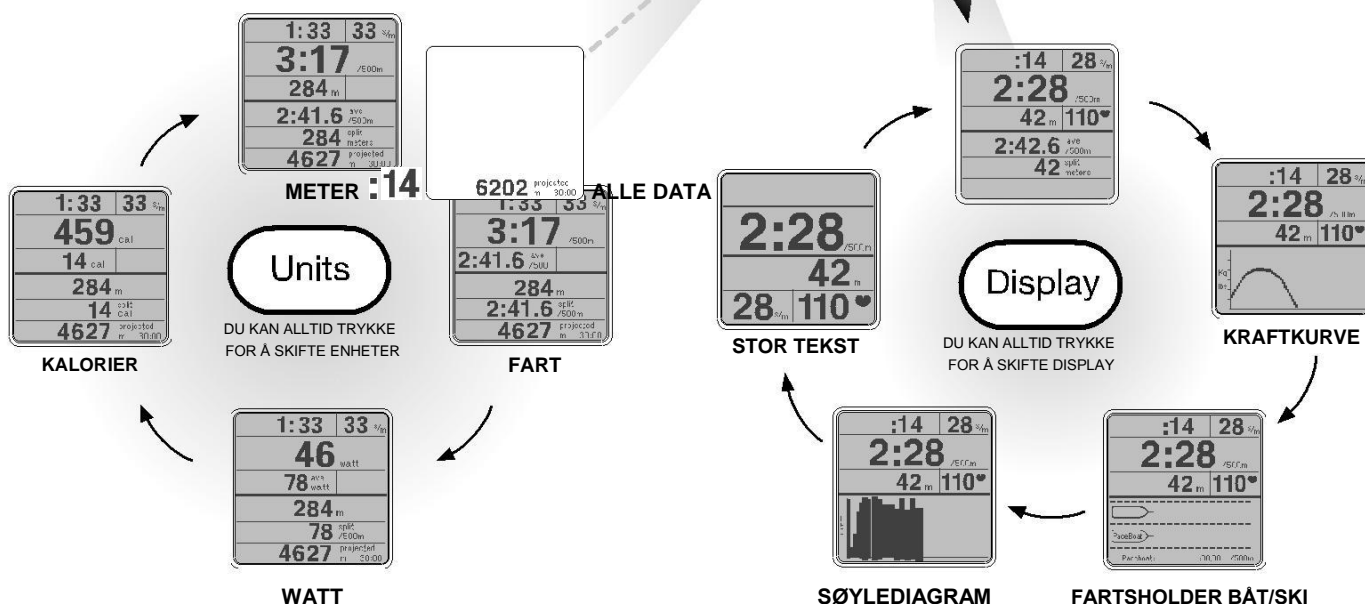 1:33 33 s/m
3:17 /500m
284 m
2:41.6 ave /500m
284 split meters
4627 projected m 30:00
METER
:14
6202 projected m 30:00
ALLE DATA
1:33 33 s/m
3:17 /500m
2:41.6 ave /500
284 m
2:41.6 split /500m
4627 projected m 30:00
FART
1:33 33 s/m
459 cal
14 cal
284 m
14 split cal
4627 projected m 30:00
KALORIER
Units
DU KAN ALLTID TRYKKE
FOR Å SKIFTE ENHETER
1:33 33 s/m
46 watt
78 ave watt
284 m
78 split /500m
4627 projected m 30:00
WATT
:14 28 s/m
2:28 /500m
42 m 110
2:42.6 ave /500m
42 split meters
:14 28 s/m
2:28 /500m
42 m 110
KRAFTKURVE
2:28 /500m
42 m
28 s/m 110
STOR TEKST
Display
DU KAN ALLTID TRYKKE
FOR Å SKIFTE DISPLAY
:14 28 s/m
2:28 /500m
42 m 110
SØYLEDIAGRAM
:14 28 s/m
2:28 /500m
42 m 110
PaceBoat
FARTSHOLDER BÅT/SKI